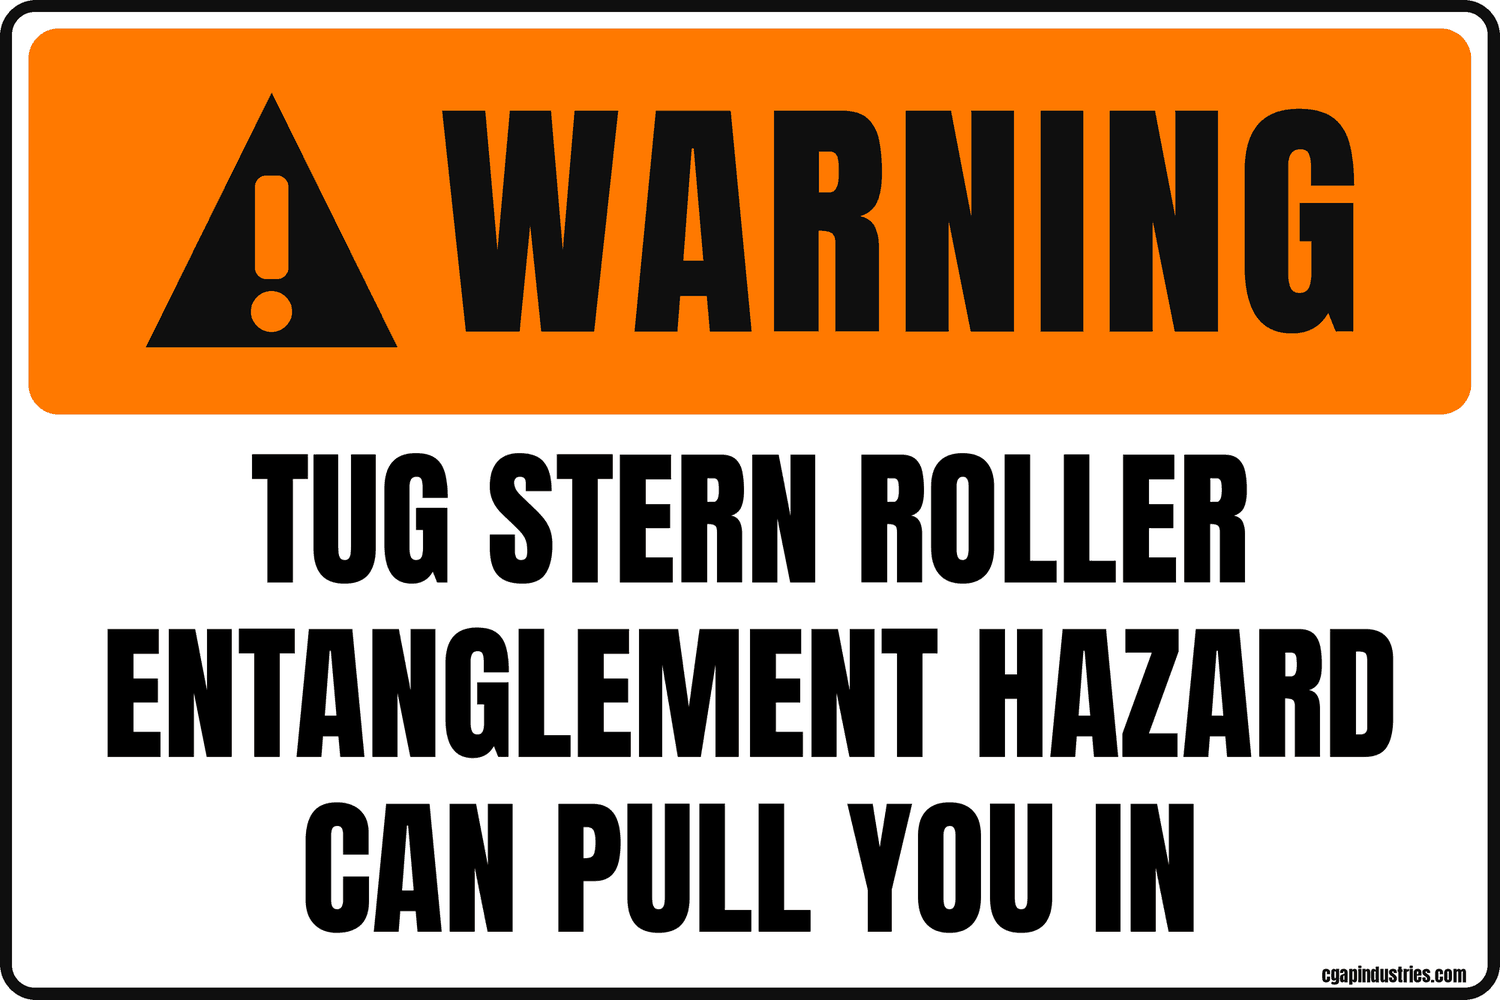 WARNING
TUG STERN ROLLER
ENTANGLEMENT HAZARD
CAN PULL YOU IN
cgapindustries.com